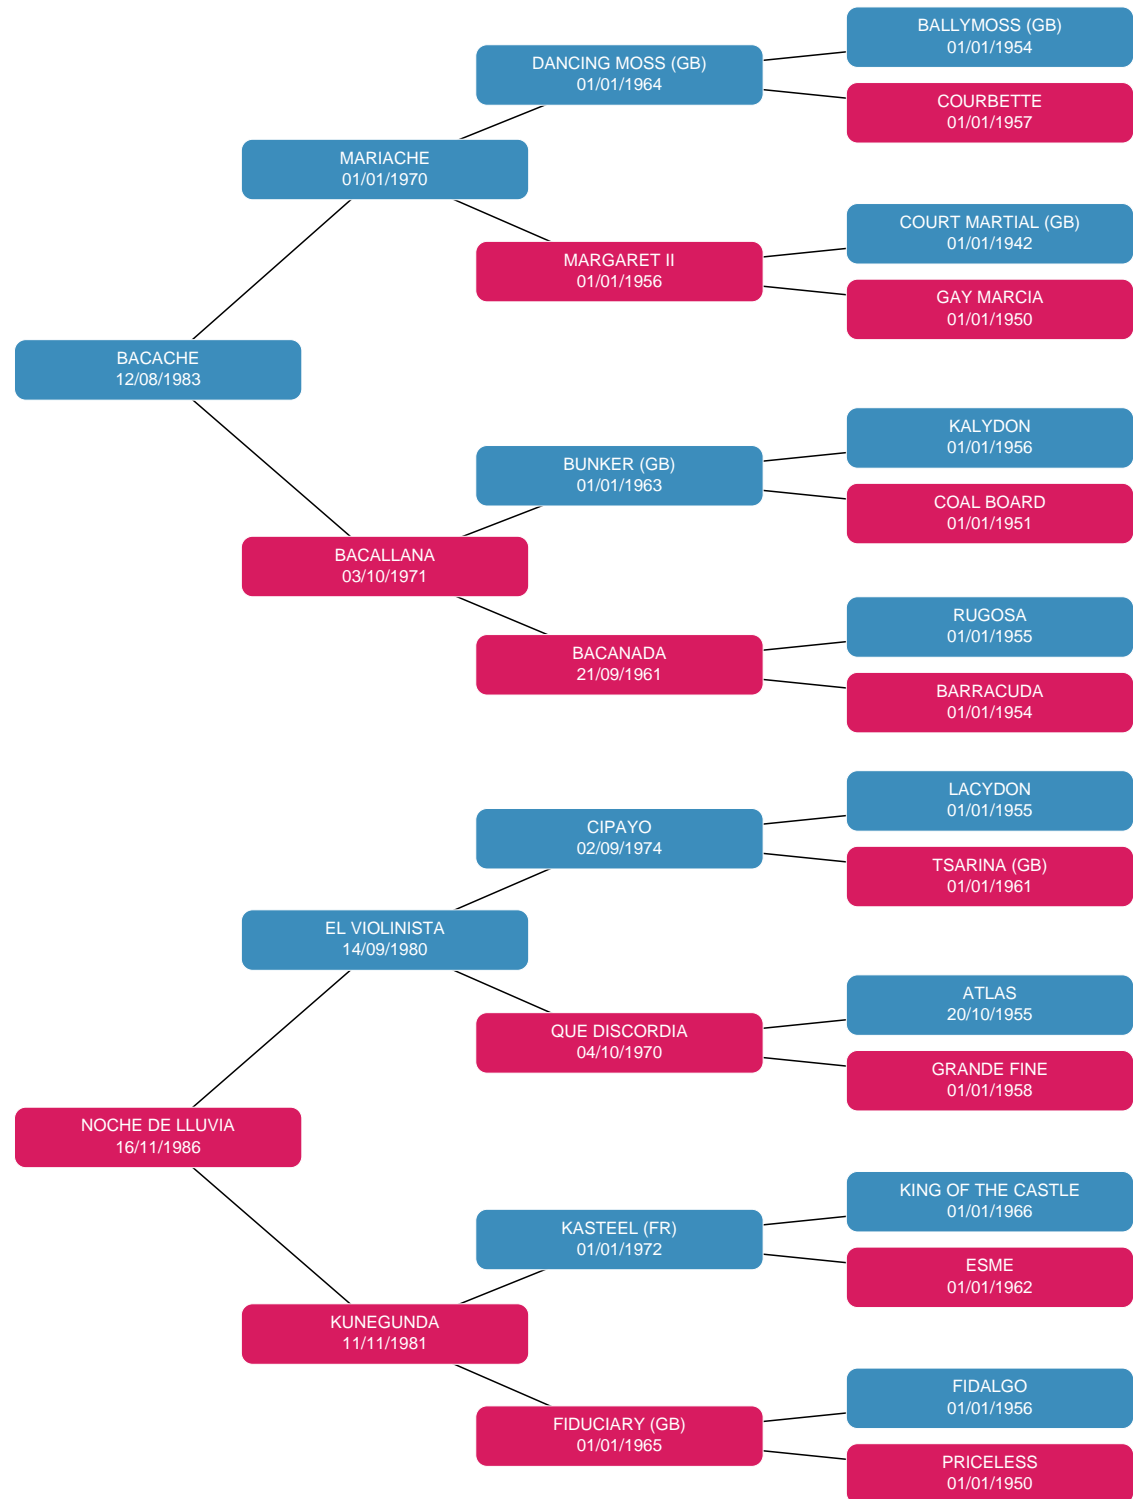 BALLYMOSS (GB)
01/01/1954
DANCING MOSS (GB)
01/01/1964
COURBETTE
01/01/1957
MARIACHE
01/01/1970
COURT MARTIAL (GB)
01/01/1942
MARGARET II
01/01/1956
GAY MARCIA
01/01/1950
BACACHE
12/08/1983
KALYDON
01/01/1956
BUNKER (GB)
01/01/1963
COAL BOARD
01/01/1951
BACALLANA
03/10/1971
RUGOSA
01/01/1955
BACANADA
21/09/1961
BARRACUDA
01/01/1954
LACYDON
01/01/1955
CIPAYO
02/09/1974
TSARINA (GB)
01/01/1961
EL VIOLINISTA
14/09/1980
ATLAS
20/10/1955
QUE DISCORDIA
04/10/1970
GRANDE FINE
01/01/1958
NOCHE DE LLUVIA
16/11/1986
KING OF THE CASTLE
01/01/1966
KASTEEL (FR)
01/01/1972
ESME
01/01/1962
KUNEGUNDA
11/11/1981
FIDALGO
01/01/1956
FIDUCIARY (GB)
01/01/1965
PRICELESS
01/01/1950